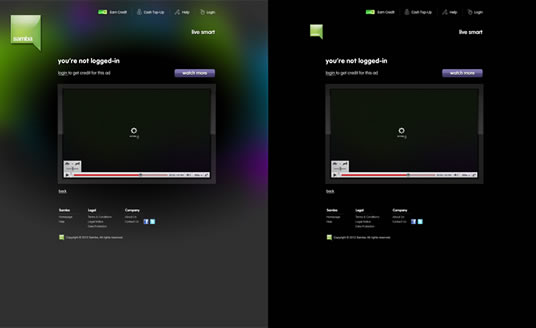 Earn Credit Cash Top-Up Help Login
samba
live smart
you're not logged-in
login to get credit for this ad
watch more
back
Samba Legal Company
Homepage Terms & Conditions About Us
Help Legal Notice Contact Us
Data Protection
Copyright © 2010 Samba. All rights reserved.
Earn Credit Cash Top-Up Help Login
live smart
you're not logged-in
login to get credit for this ad
watch more
back
Samba Legal Company
Homepage Terms & Conditions About Us
Help Legal Notice Contact Us
Data Protection
Copyright © 2010 Samba. All rights reserved.